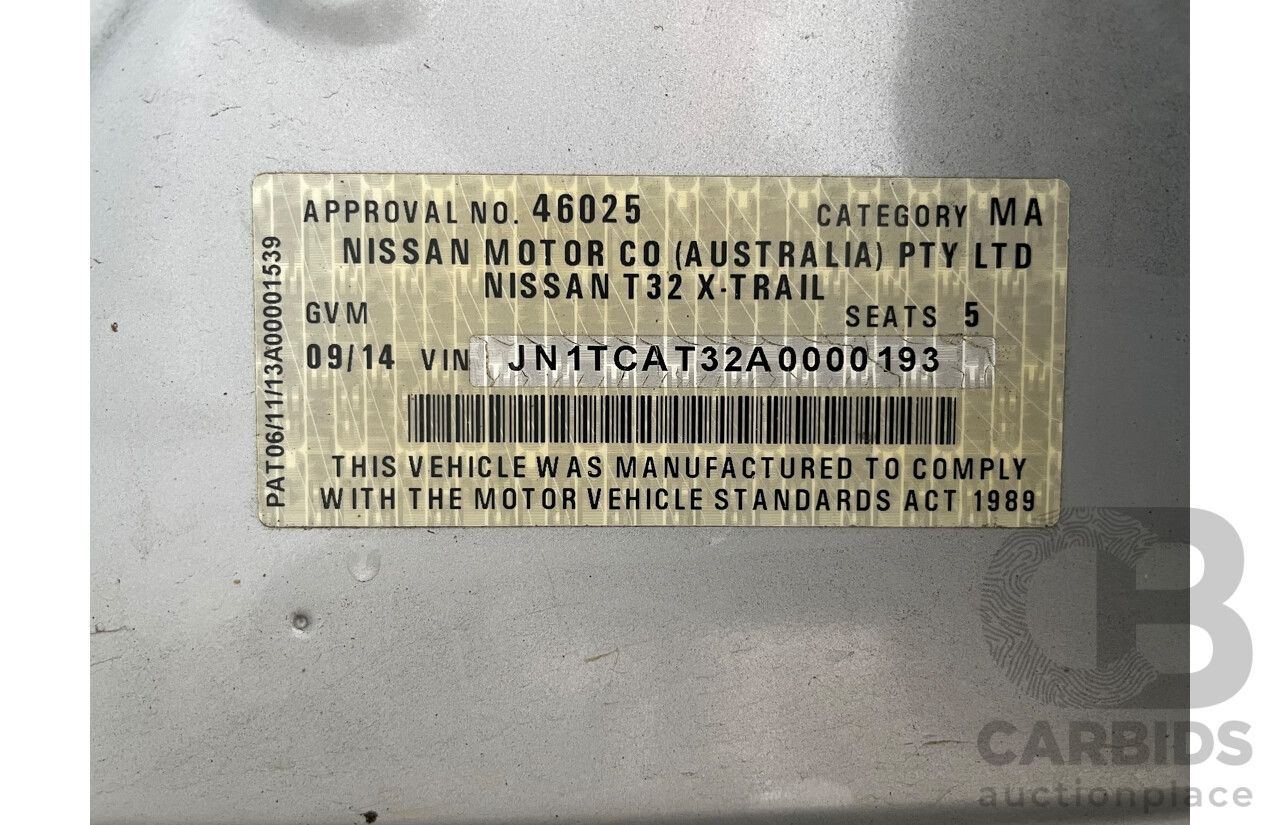 APPROVAL NO. 46025 CATEGORY MA
NISSAN MOTOR CO (AUSTRALIA) PTY LTD
NISSAN T32 X-TRAIL
GVM SEATS 5
09/14 VIN JN1TCAT32A0000193
THIS VEHICLE WAS MANUFACTURED TO COMPLY
WITH THE MOTOR VEHICLE STANDARDS ACT 1989
PAT06/11/13A00001539
CB
CARBIDS
auctionplace